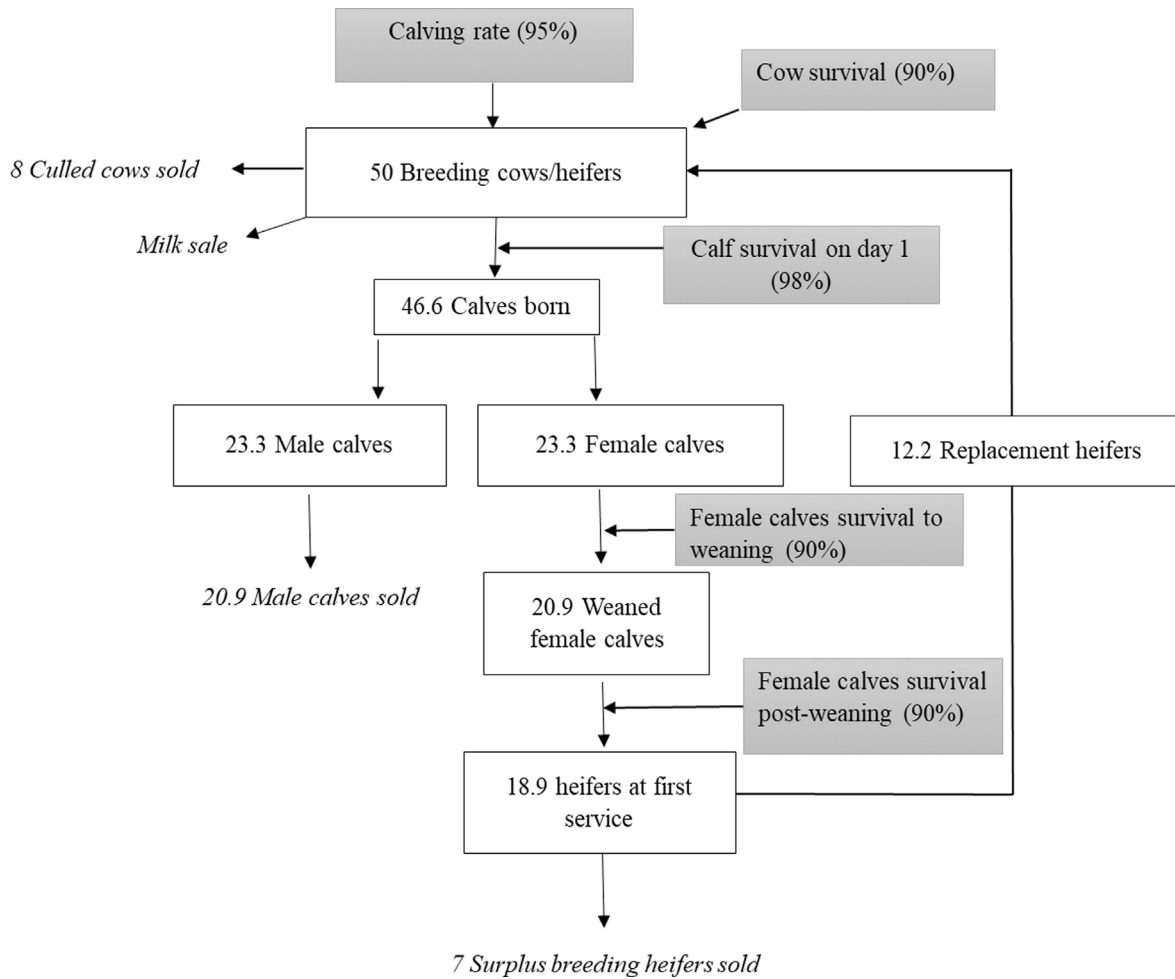 Calving rate (95%)
Cow survival (90%)
8 Culled cows sold
50 Breeding cows/heifers
Milk sale
Calf survival on day 1
(98%)
46.6 Calves born
23.3 Male calves
23.3 Female calves
12.2 Replacement heifers
Female calves survival to
weaning (90%)
20.9 Male calves sold
20.9 Weaned
female calves
Female calves survival
post-weaning (90%)
18.9 heifers at first
service
7 Surplus breeding heifers sold